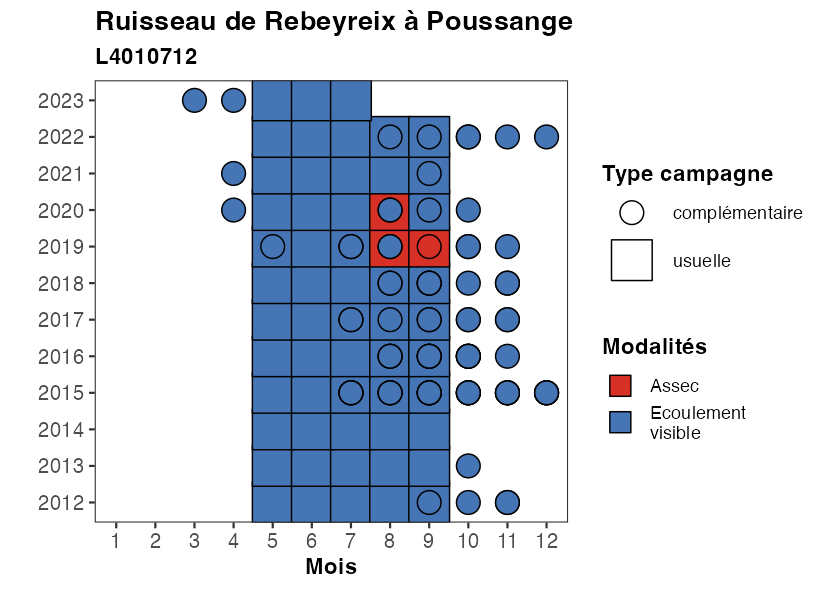 Ruisseau de Rebeyreix à Poussange
L4010712
2023
2022
2021
2020
2019
2018
2017
2016
2015
2014
2013
2012
1 2 3 4 5 6 7 8 9 10 11 12
Mois
Type campagne
complémentaire
usuelle
Modalités
Assec
Ecoulement
visible